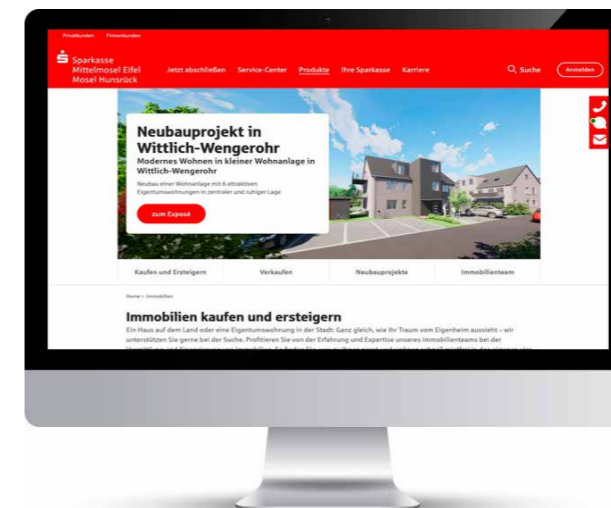 Privatkunden Firmenkunden
Sparkasse
Mittelmosel Eifel
Mosel Hunsrück
Jetzt abschließen Service-Center Produkte Ihre Sparkasse Karriere
Suche Anmelden
Neubauprojekt in
Wittlich-Wengerohr
Modernes Wohnen in kleiner Wohnanlage in
Wittlich-Wengerohr
Neubau einer Wohnanlage mit 6 attraktiven
Eigentumswohnungen in zentraler und ruhiger Lage
zum Exposé
Kaufen und Ersteigern Verkaufen Neubauprojekte Immobilienteam
Home > Immobilien
Immobilien kaufen und ersteigern
Ein Haus auf dem Land oder eine Eigentumswohnung in der Stadt: Ganz gleich, wie Ihr Traum vom Eigenheim aussieht – wir
unterstützen Sie gerne bei der Suche. Profitieren Sie von der Erfahrung und Expertise unseres Immobilienteams bei der